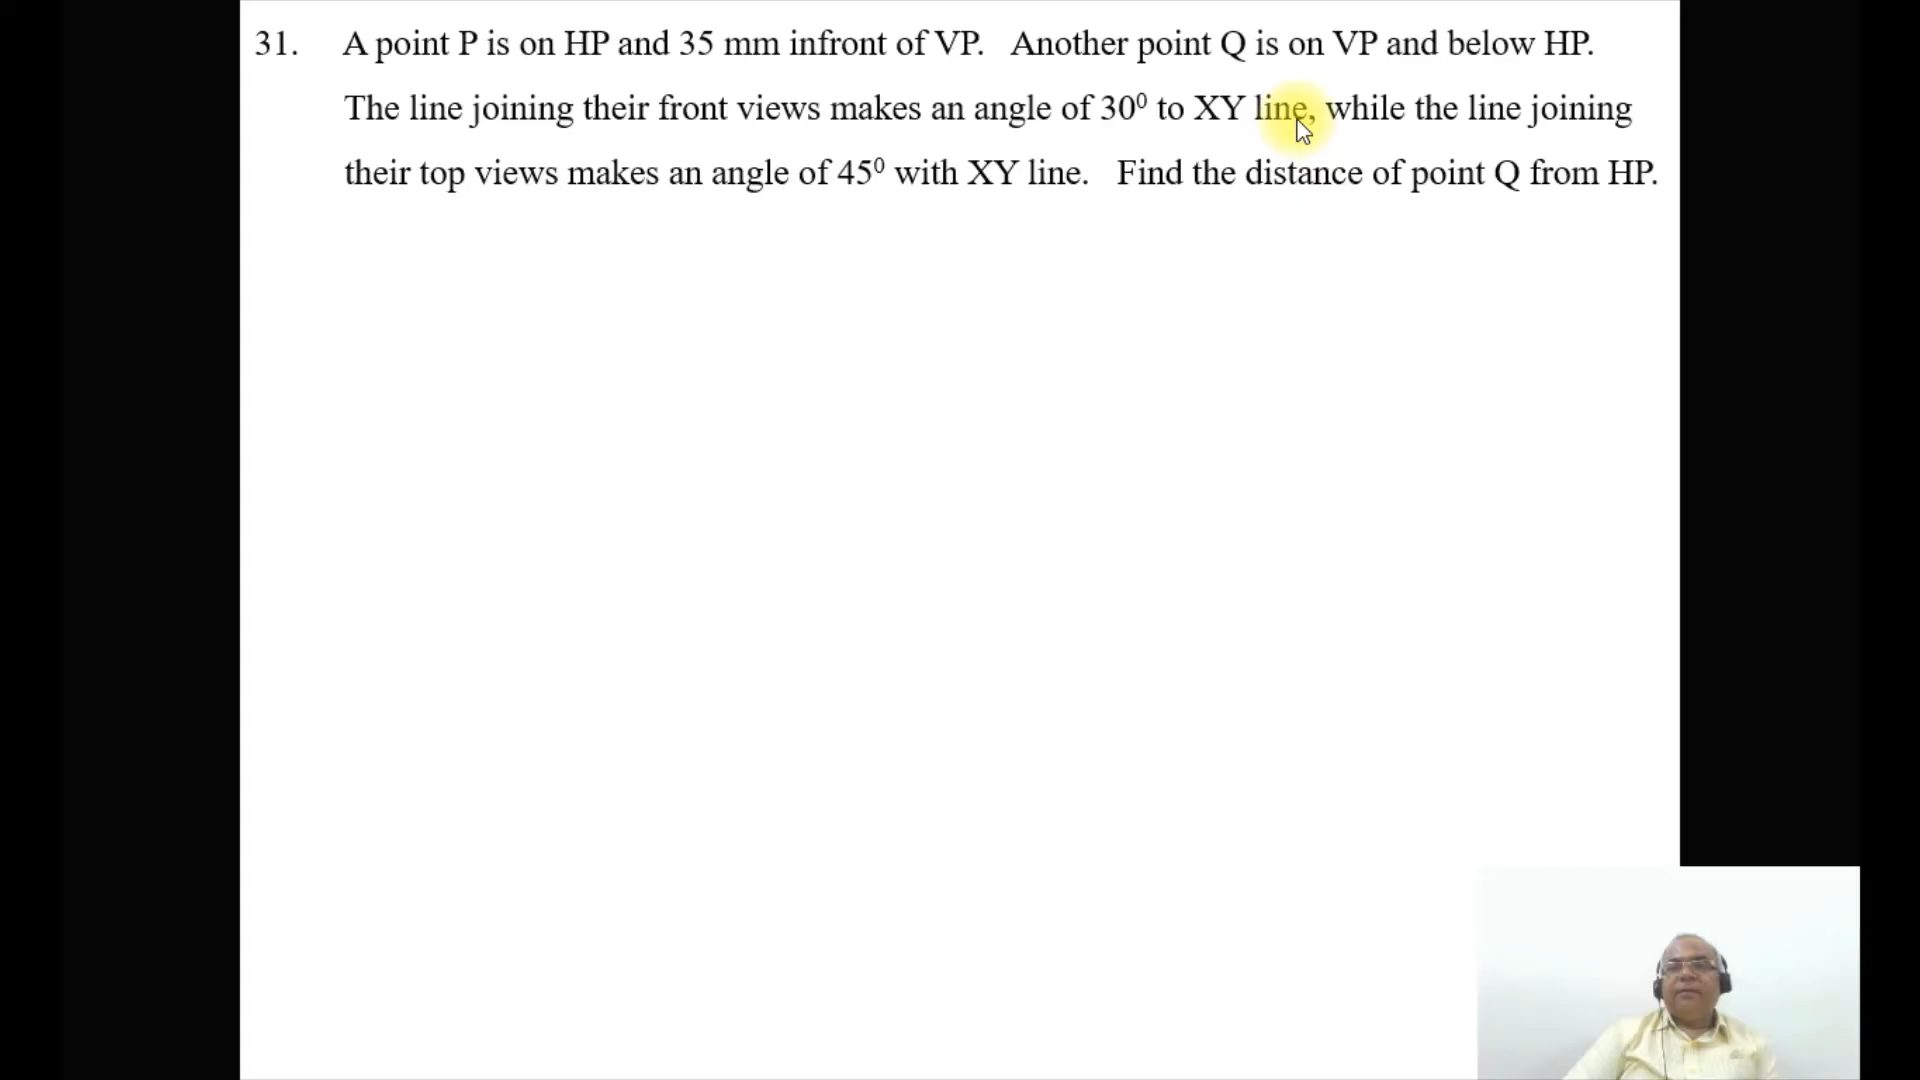 31. A point P is on HP and 35 mm infront of VP. Another point Q is on VP and below HP.
The line joining their front views makes an angle of 30⁰ to XY line, while the line joining
their top views makes an angle of 45⁰ with XY line. Find the distance of point Q from HP.